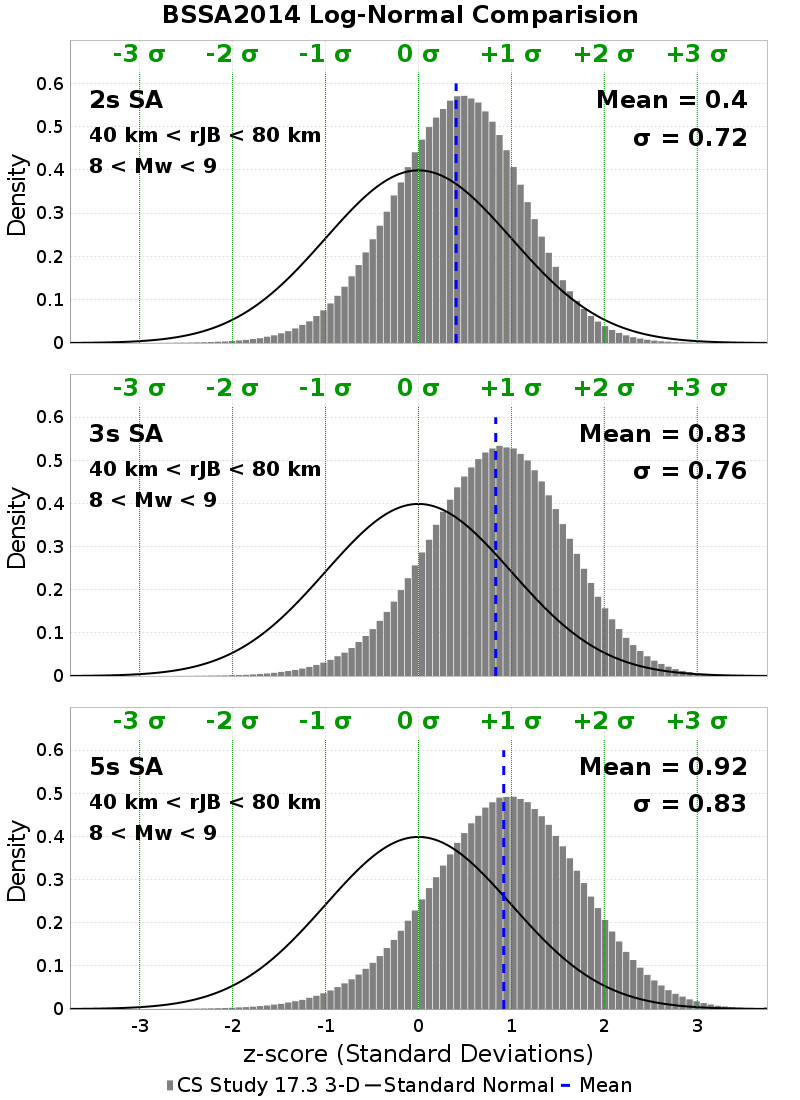 BSSA2014 Log-Normal Comparision
-3 σ -2 σ -1 σ 0 σ +1 σ +2 σ +3 σ
0.6
2s SA Mean = 0.4
0.5
40 km < rJB < 80 km σ = 0.72
8 < Mw < 9
0.4
0.3
0.2
0.1
0
Density
-3 σ -2 σ -1 σ 0 σ +1 σ +2 σ +3 σ
0.6
3s SA Mean = 0.83
0.5
40 km < rJB < 80 km σ = 0.76
8 < Mw < 9
0.4
0.3
0.2
0.1
0
Density
-3 σ -2 σ -1 σ 0 σ +1 σ +2 σ +3 σ
0.6
5s SA Mean = 0.92
0.5
40 km < rJB < 80 km σ = 0.83
8 < Mw < 9
0.4
0.3
0.2
0.1
0
Density
-3 -2 -1 0 1 2 3
z-score (Standard Deviations)
CS Study 17.3 3-D Standard Normal Mean